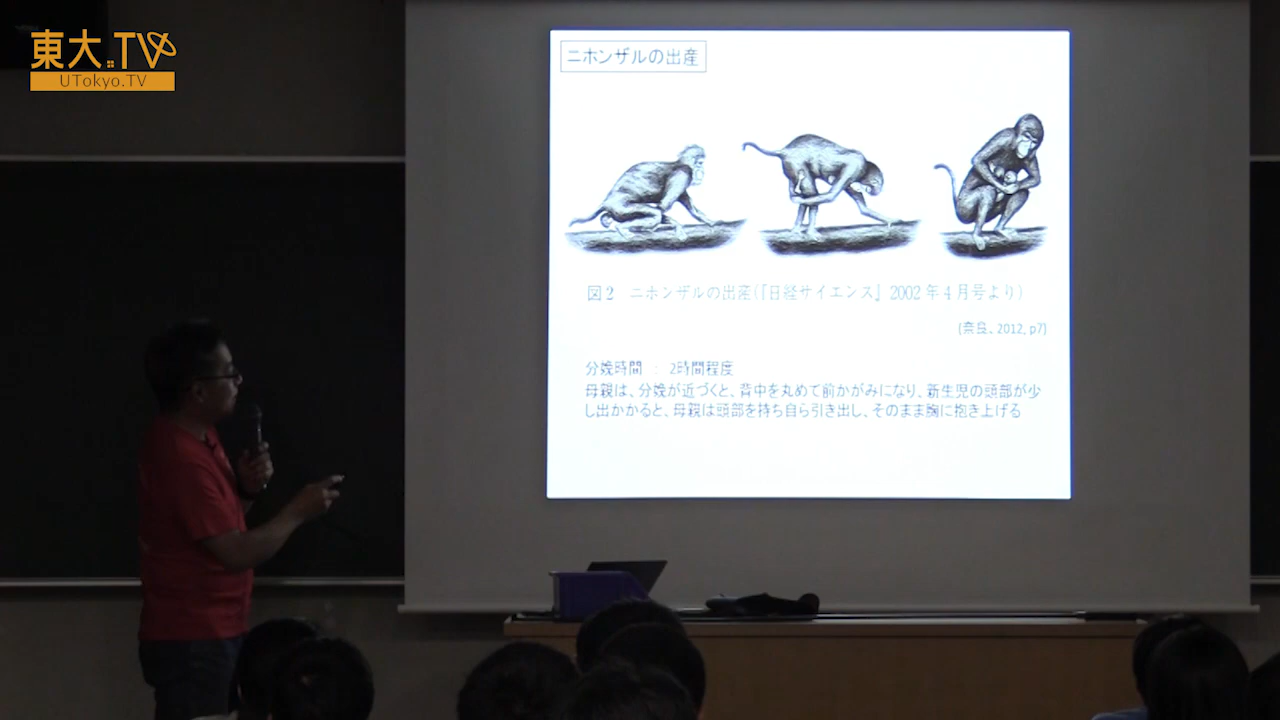 東大TV
UTokyo.TV
ニホンザルの出産
図2 ニホンザルの出産(『日経サイエンス』 2002年4月号より)
(奈良、2012, p7)
分娩時間 : 2時間程度
母親は、分娩が近づくと、背中を丸めて前かがみになり、新生児の頭部が少
し出かかると、母親は頭部を持ち自ら引き出し、そのまま胸に抱き上げる